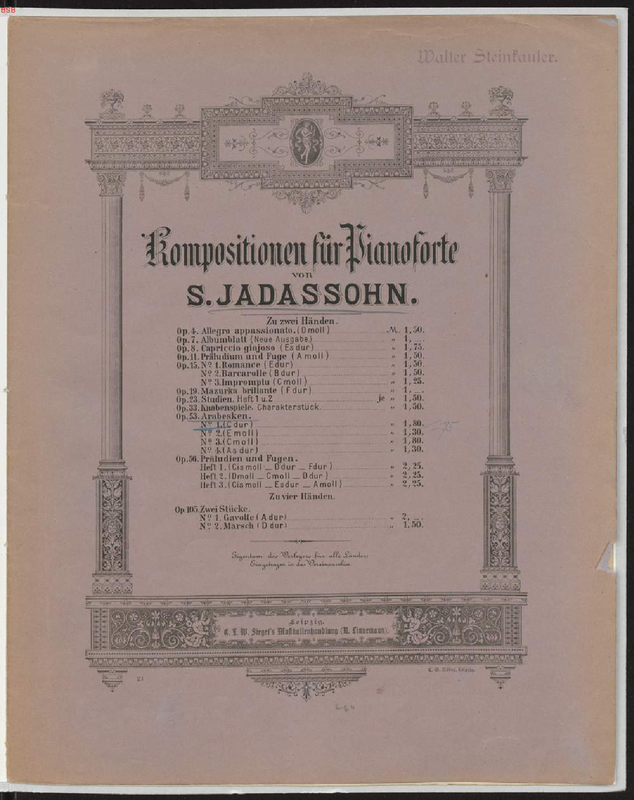 BSB
Walter Steinkauler.
Kompositionen für Pianoforte
von
S. JADASSOHN.
Zu zwei Händen.
Op. 4. Allegro appassionato. (D moll) M. 1, 50.
Op. 7. Albumblatt (Neue Ausgabe) " 1, —
Op. 8. Capriccio giojoso (Es dur) " 1, 75.
Op. 11. Präludium und Fuge (A moll) " 1, 50.
Op. 15. Nº 1. Romance (E dur) " 1, 50.
Nº 2. Barcarolle (B dur) " 1, 50.
Nº 3. Impromptu (C moll) " 1, 25.
Op. 19. Mazurka brillante (F dur) " 1, —
Op. 23. Studien. Heft 1 u. 2 je " 1, 50.
Op. 33. Knabenspiele. Charakterstück. " 1, 50.
Op. 53. Arabesken.
Nº 1. (C dur) " 1, 80.
Nº 2. (E moll) " 1, 30.
Nº 3. (C moll) " 1, 80.
Nº 4. (As dur) " 1, 30.
Op. 56. Präludien und Fugen.
Heft 1. (Cis moll — D dur — F dur) " 2, 25.
Heft 2. (D moll — C moll — D dur) " 2, 25.
Heft 3. (Cis moll — Es dur — A moll) " 2, 25.
Zu vier Händen.
Op. 105. Zwei Stücke.
Nº 1. Gavotte (A dur) " 2, —
Nº 2. Marsch (D dur) " 1, 50.
Eigentum des Verlegers für alle Länder.
Eingetragen in das Vereinsarchiv.
Leipzig,
C. F. W. Siegel's Musikalienhandlung (R. Linnemann).
C. G. Röder, Leipzig.